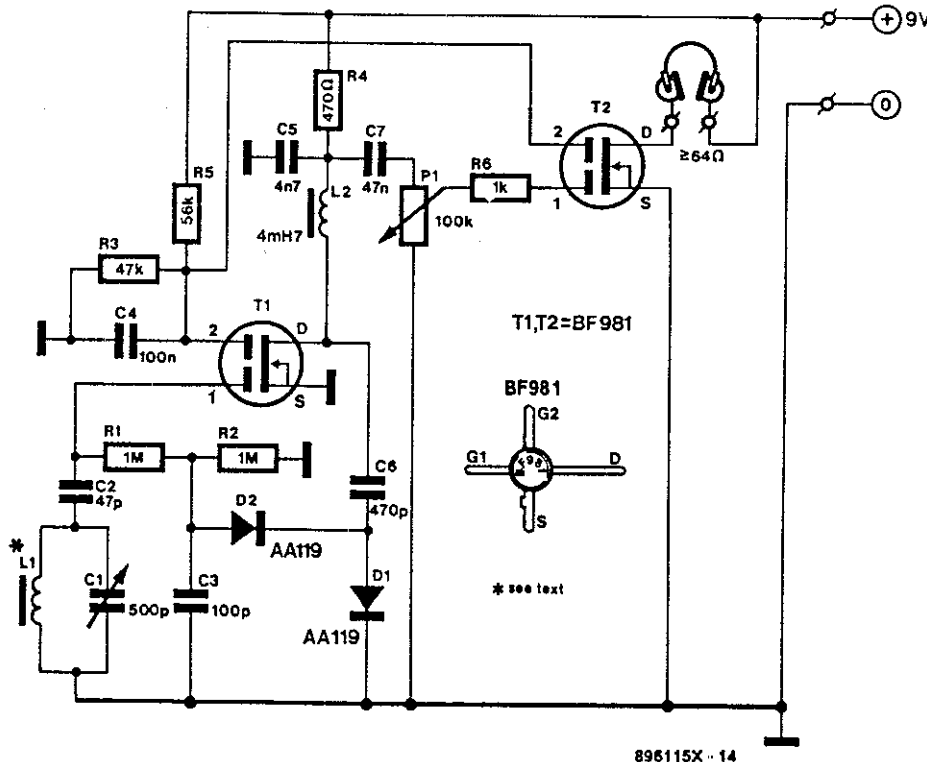 + 9V
0
R4
470Ω
C5
4n7
C7
47n
T2
2
D
1
S
≥64Ω
R5
56k
L2
4mH7
P1
100k
R6
1k
R3
47k
C4
100n
T1
2
D
1
S
T1,T2=BF981
BF981
G2
G1
D
S
R1
1M
R2
1M
C2
47p
C6
470p
D2
AA119
*
L1
C1
500p
C3
100p
D1
AA119
* see text
896115X - 14